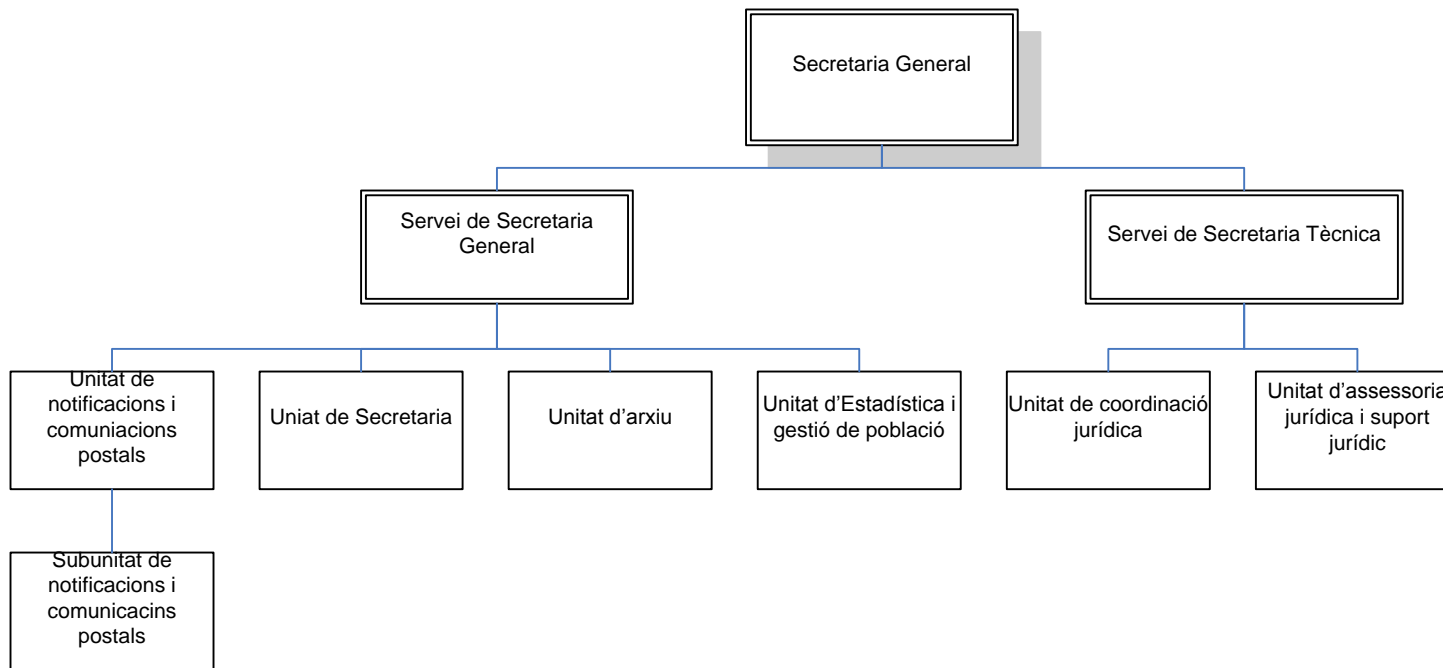 Secretaria General
Servei de Secretaria
General
Servei de Secretaria Tècnica
Unitat de
notificacions i
comuniacions
postals
Uniat de Secretaria
Unitat d’arxiu
Unitat d’Estadística i
gestió de població
Unitat de coordinació
jurídica
Unitat d’assessoria
jurídica i suport
jurídic
Subunitat de
notificacions i
comunicacins
postals